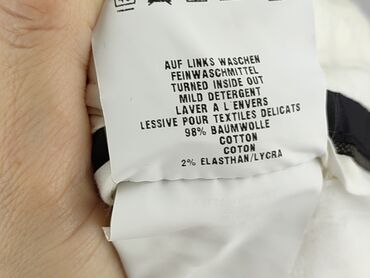 AUF LINKS WASCHEN
FEINWASCHMITTEL
TURNED INSIDE OUT
MILD DETERGENT
LAVER A L ENVERS
LESSIVE POUR TEXTILES DELICATS
98% BAUMWOLLE
COTTON
COTON
2% ELASTHAN/LYCRA